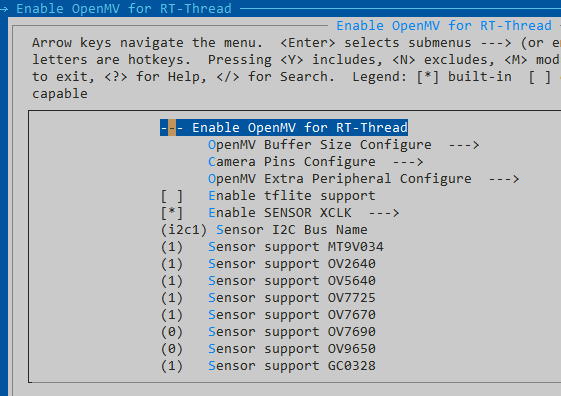 → Enable OpenMV for RT-Thread
Enable OpenMV for RT-Thread
Arrow keys navigate the menu. <Enter> selects submenus ---> (or
letters are hotkeys. Pressing <Y> includes, <N> excludes, <M>
to exit, <?> for Help, </> for Search. Legend: [*] built-in [ ]
capable
--- Enable OpenMV for RT-Thread
OpenMV Buffer Size Configure --->
Camera Pins Configure --->
OpenMV Extra Peripheral Configure --->
[ ] Enable tflite support
[*] Enable SENSOR XCLK --->
(i2c1) Sensor I2C Bus Name
(1) Sensor support MT9V034
(1) Sensor support OV2640
(1) Sensor support OV5640
(1) Sensor support OV7725
(1) Sensor support OV7670
(0) Sensor support OV7690
(0) Sensor support OV9650
(1) Sensor support GC0328